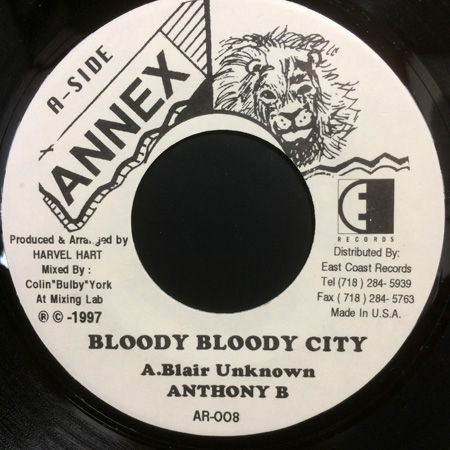 A-SIDE
ANNEX
Produced & Arranged by
HARVEL HART
Mixed By :
Colin"Bulby"York
At Mixing Lab
℗ © -1997
E
RECORDS
Distributed By:
East Coast Records
Tel (718 ) 284- 5939
Fax ( 718 ) 284- 5763
Made in U.S.A.
BLOODY BLOODY CITY
A.Blair Unknown
ANTHONY B
AR-008